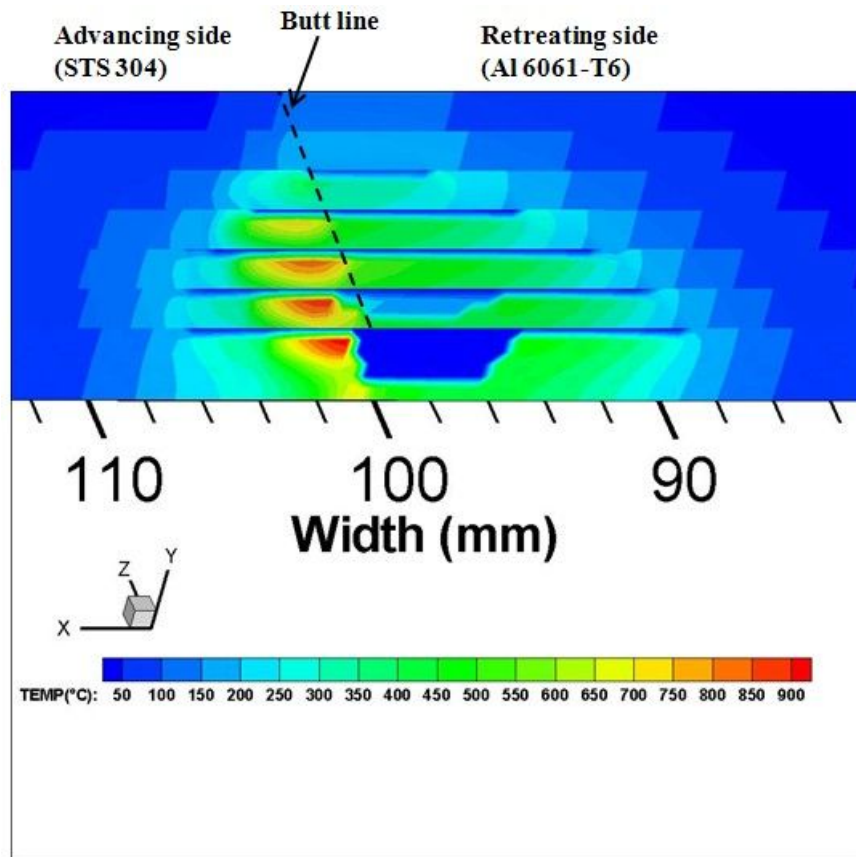 Butt line
Advancing side
(STS 304)
Retreating side
(Al 6061-T6)
110 100 90
Width (mm)
Z Y
X
TEMP(°C): 50 100 150 200 250 300 350 400 450 500 550 600 650 700 750 800 850 900